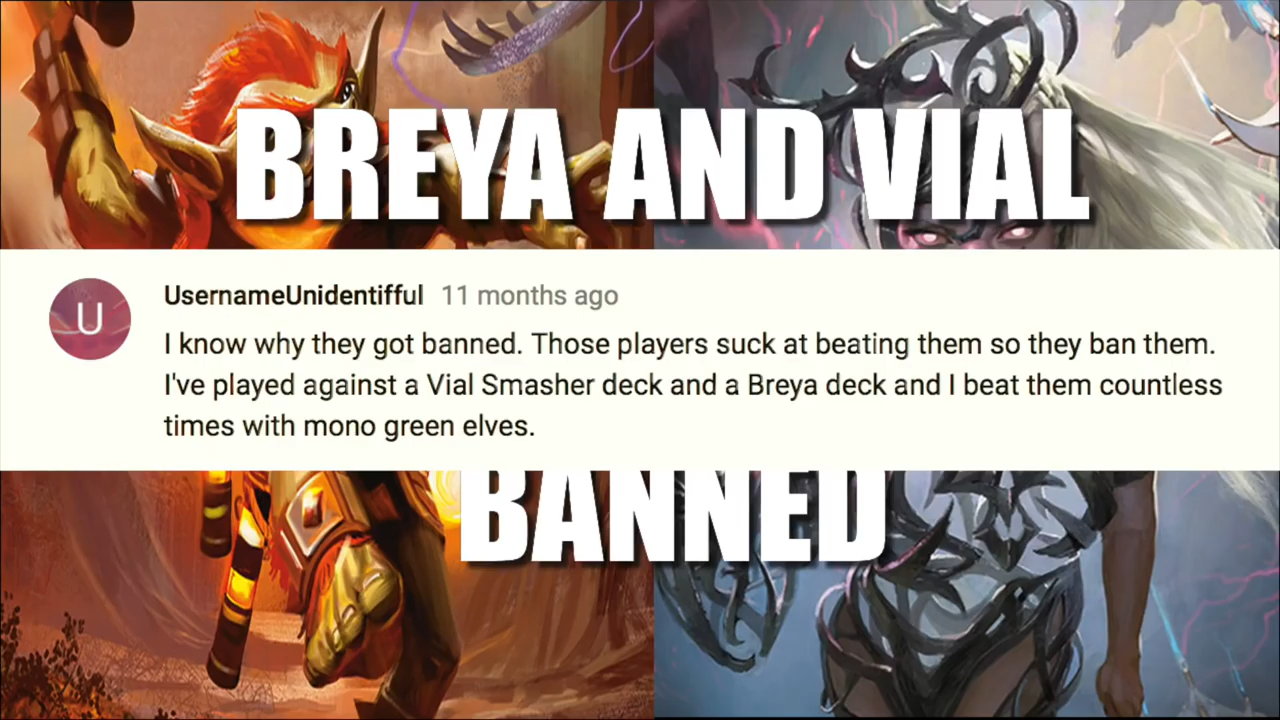 BREYA AND VIAL
U
UsernameUnidentifful 11 months ago
I know why they got banned. Those players suck at beating them so they ban them.
I've played against a Vial Smasher deck and a Breya deck and I beat them countless
times with mono green elves.
BANNED